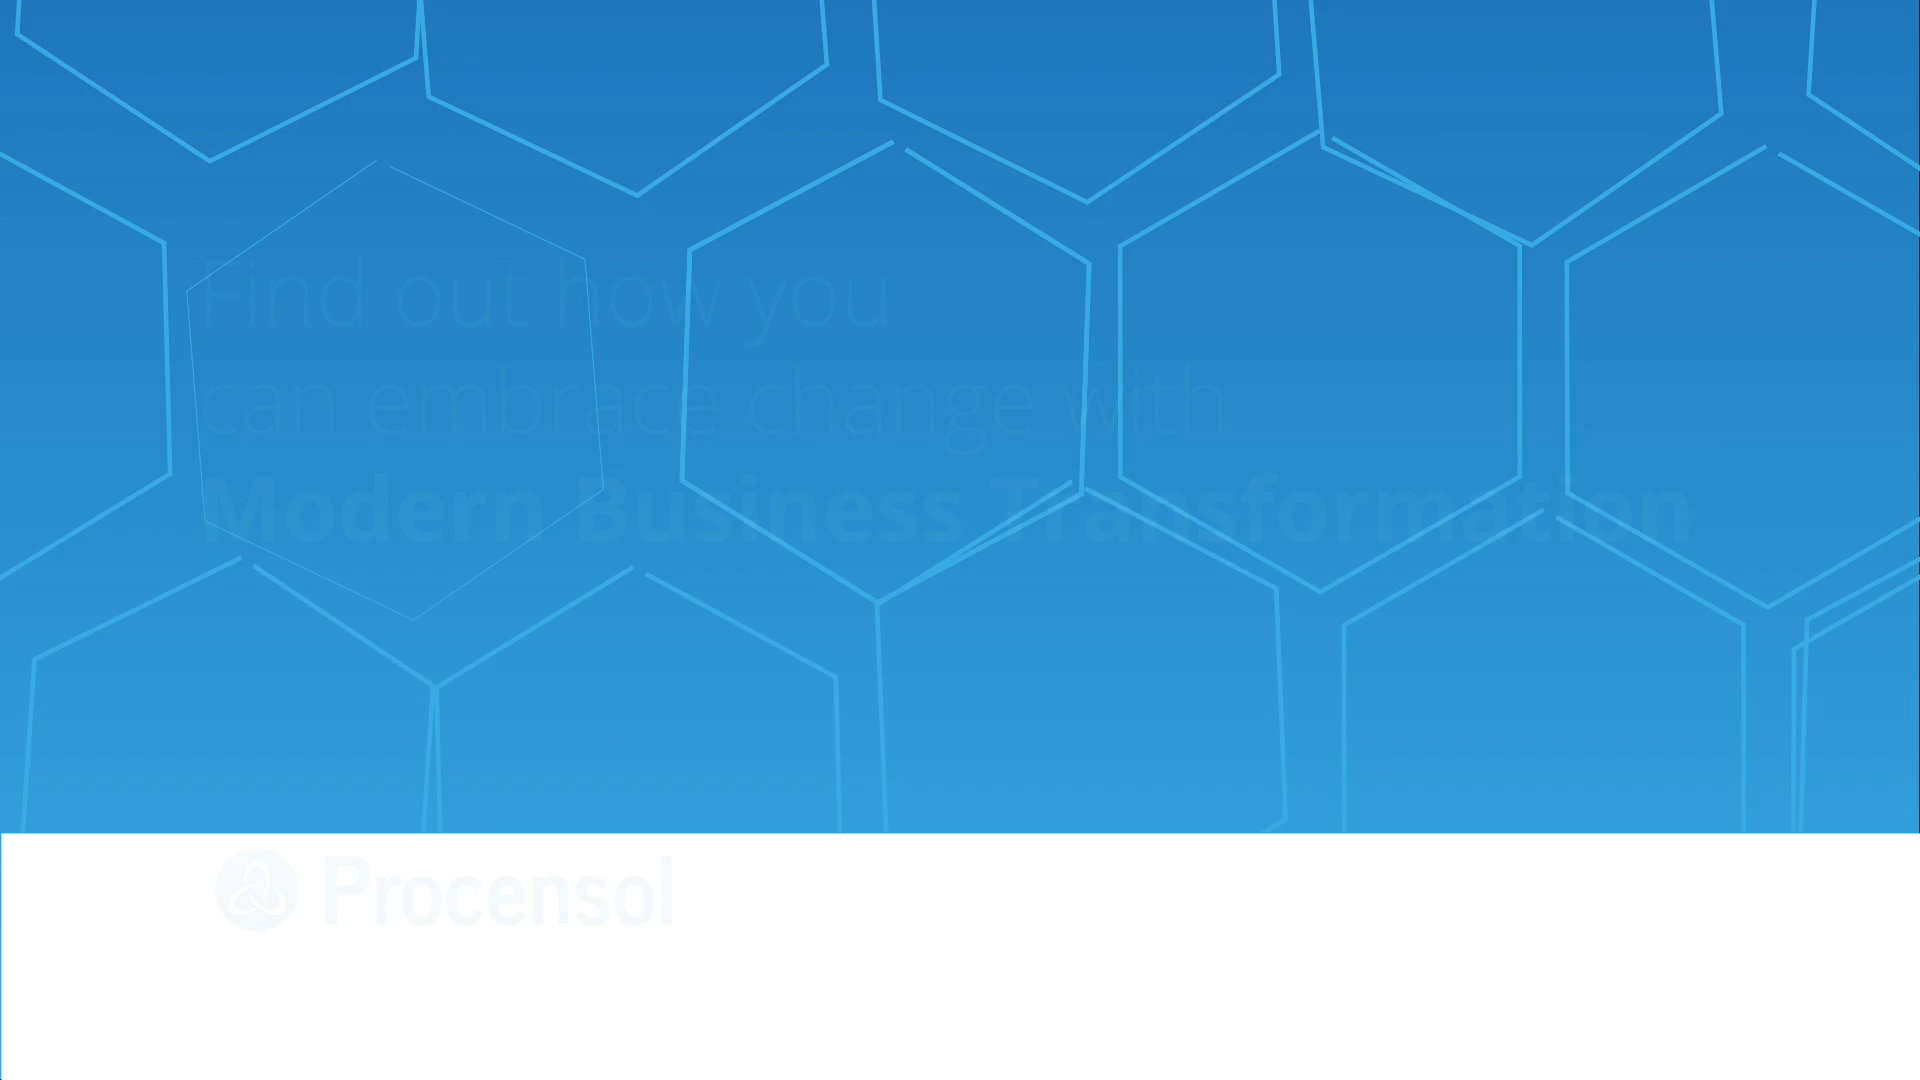 Find out how you
can embrace change with
Modern Business Transformation
Procensol